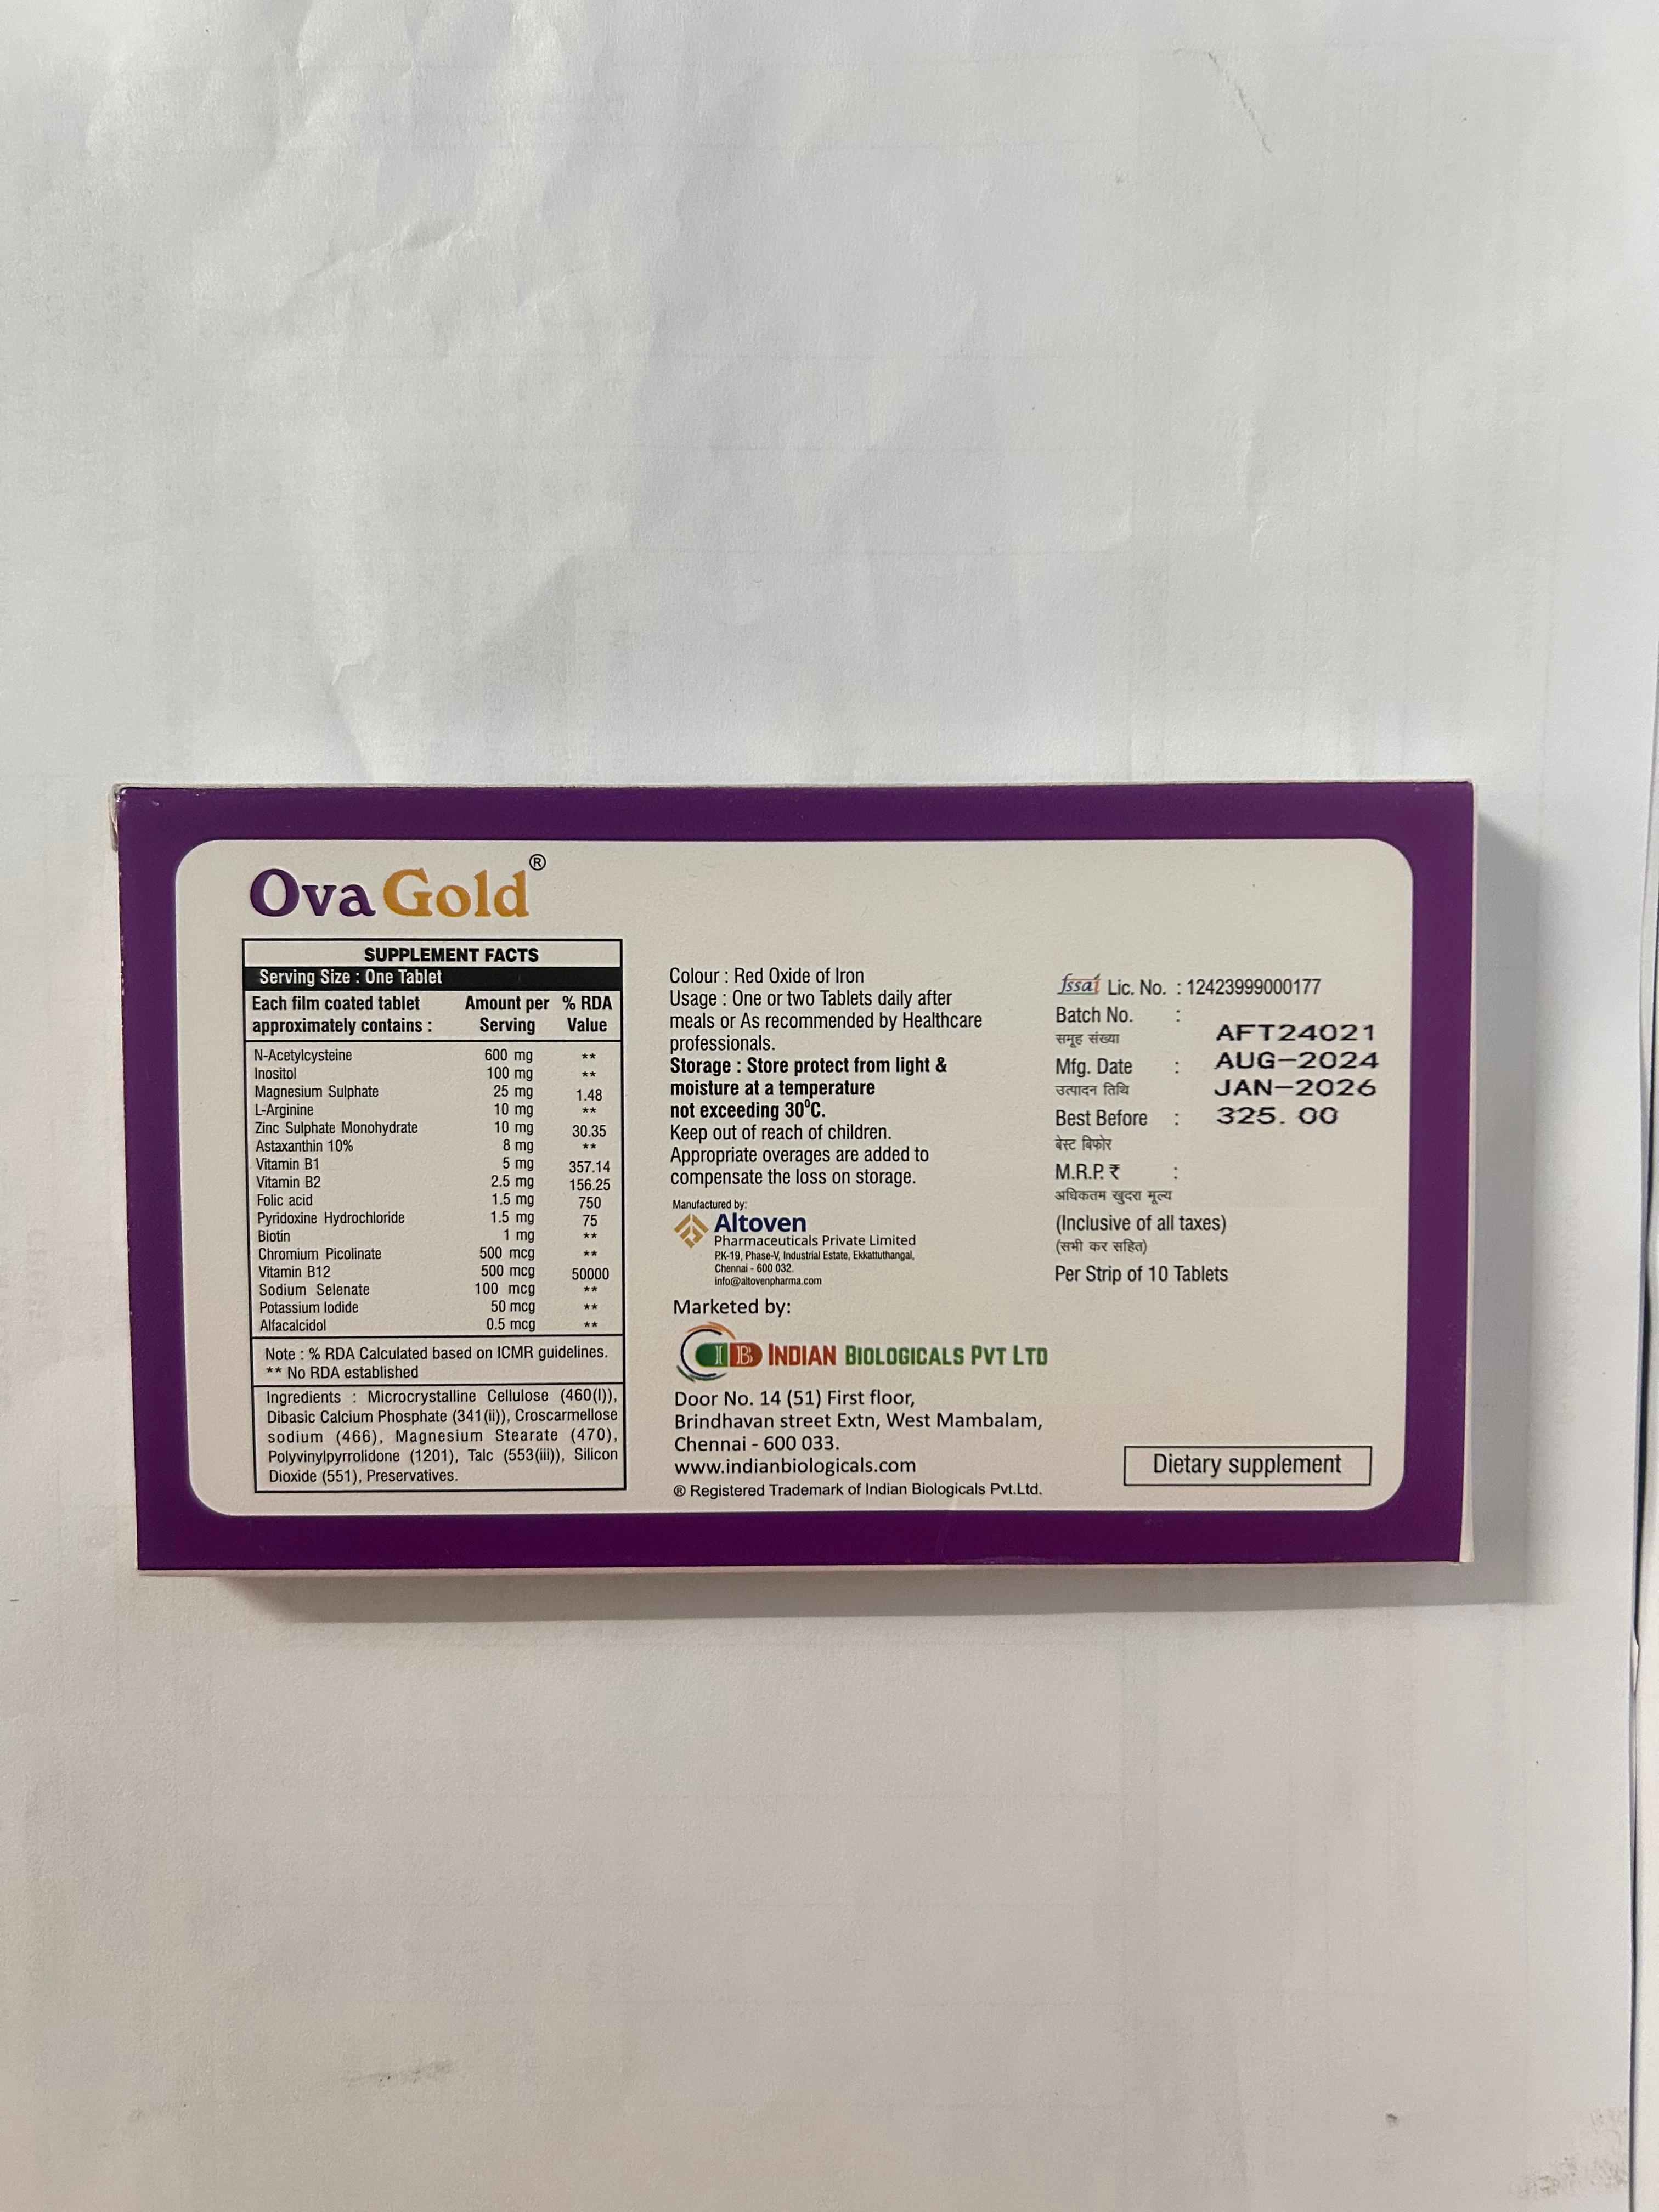 Ova Gold®
SUPPLEMENT FACTS
Serving Size : One Tablet
Each film coated tablet Amount per % RDA
approximately contains : Serving Value
N-Acetylcysteine 600 mg **
Inositol 100 mg **
Magnesium Sulphate 25 mg 1.48
L-Arginine 10 mg **
Zinc Sulphate Monohydrate 10 mg 30.35
Astaxanthin 10% 8 mg **
Vitamin B1 5 mg 357.14
Vitamin B2 2.5 mg 156.25
Folic acid 1.5 mg 750
Pyridoxine Hydrochloride 1.5 mg 75
Biotin 1 mg **
Chromium Picolinate 500 mcg **
Vitamin B12 500 mcg 50000
Sodium Selenate 100 mcg **
Potassium Iodide 50 mcg **
Alfacalcidol 0.5 mcg **
Note : % RDA Calculated based on ICMR guidelines.
** No RDA established
Ingredients : Microcrystalline Cellulose (460(I)),
Dibasic Calcium Phosphate (341(ii)), Croscarmellose
sodium (466), Magnesium Stearate (470),
Polyvinylpyrrolidone (1201), Talc (553(iii)), Silicon
Dioxide (551), Preservatives.
Colour : Red Oxide of Iron
Usage : One or two Tablets daily after
meals or As recommended by Healthcare
professionals.
Storage : Store protect from light &
moisture at a temperature
not exceeding 30°C.
Keep out of reach of children.
Appropriate overages are added to
compensate the loss on storage.
Manufactured by:
Altoven
Pharmaceuticals Private Limited
P.K-19, Phase-V, Industrial Estate, Ekkattuthangal,
Chennai - 600 032.
info@altovenpharma.com
Marketed by:
IB INDIAN BIOLOGICALS PVT LTD
Door No. 14 (51) First floor,
Brindhavan street Extn, West Mambalam,
Chennai - 600 033.
www.indianbiologicals.com
® Registered Trademark of Indian Biologicals Pvt.Ltd.
fssai Lic. No. : 12423999000177
Batch No. :
समूह संख्या AFT24021
Mfg. Date : AUG-2024
उत्पादन तिथि JAN-2026
Best Before : 325. 00
बेस्ट बिफोर
M.R.P. ₹ :
अधिकतम खुदरा मूल्य
(Inclusive of all taxes)
(सभी कर सहित)
Per Strip of 10 Tablets
Dietary supplement